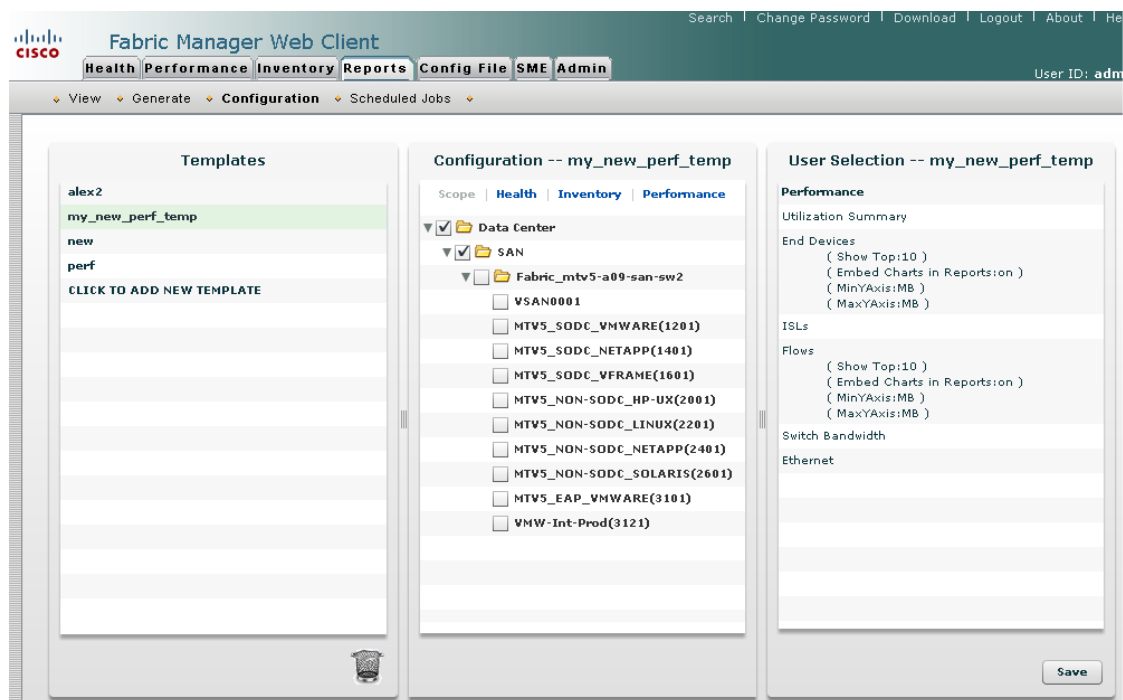 Search | Change Password | Download | Logout | About | He
CISCO
Fabric Manager Web Client
Health Performance Inventory Reports Config File SME Admin
User ID: adm
View Generate Configuration Scheduled Jobs
Templates
alex2
my_new_perf_temp
new
perf
CLICK TO ADD NEW TEMPLATE
Configuration -- my_new_perf_temp
Scope | Health | Inventory | Performance
Data Center
SAN
Fabric_mtv5-a09-san-sw2
VSAN0001
MTV5_SODC_VMWARE(1201)
MTV5_SODC_NETAPP(1401)
MTV5_SODC_VFRAME(1601)
MTV5_NON-SODC_HP-UX(2001)
MTV5_NON-SODC_LINUX(2201)
MTV5_NON-SODC_NETAPP(2401)
MTV5_NON-SODC_SOLARIS(2601)
MTV5_EAP_VMWARE(3101)
VMW-Int-Prod(3121)
User Selection -- my_new_perf_temp
Performance
Utilization Summary
End Devices
( Show Top:10 )
( Embed Charts in Reports:on )
( MinYAxis:MB )
( MaxYAxis:MB )
ISLs
Flows
( Show Top:10 )
( Embed Charts in Reports:on )
( MinYAxis:MB )
( MaxYAxis:MB )
Switch Bandwidth
Ethernet
Save